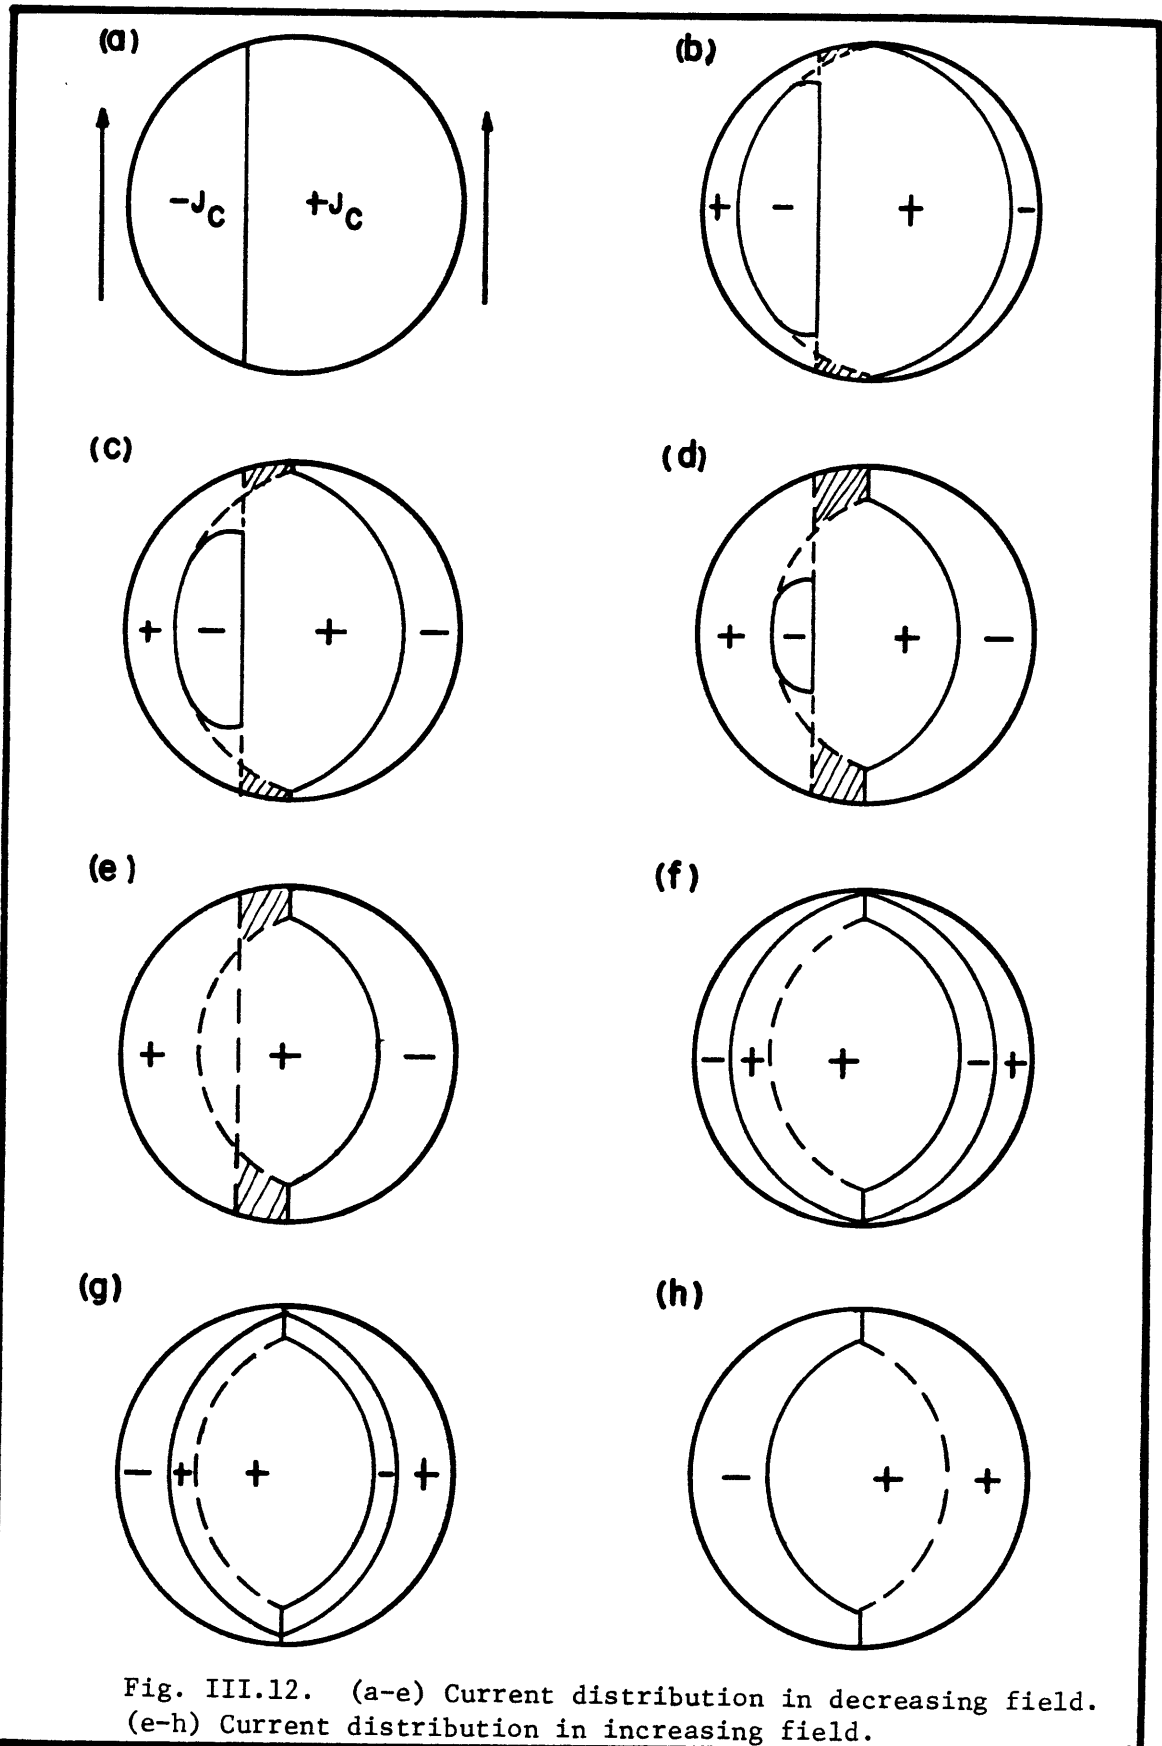 (a)
(b)
-Jc +Jc
+ - + -
(c)
(d)
+ - + -
+ - + -
(e)
(f)
+ + -
- + + - +
(g)
(h)
- + + - +
- + +
Fig. III.12. (a-e) Current distribution in decreasing field.
(e-h) Current distribution in increasing field.